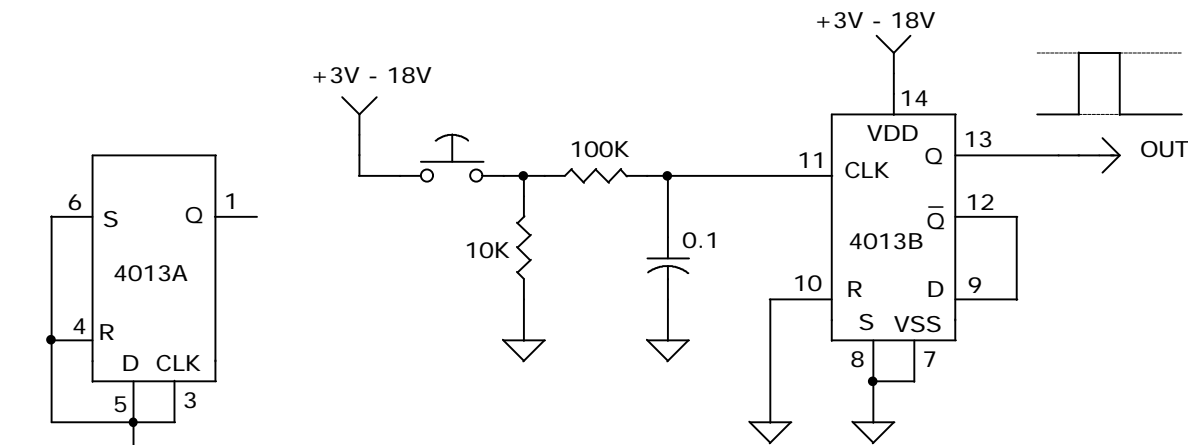 +3V - 18V
14
VDD
13
Q
OUT
11
CLK
12
Q
4013B
10
R
D
9
S
VSS
8
7
+3V - 18V
100K
10K
0.1
6
S
Q
1
4013A
4
R
D
CLK
5
3